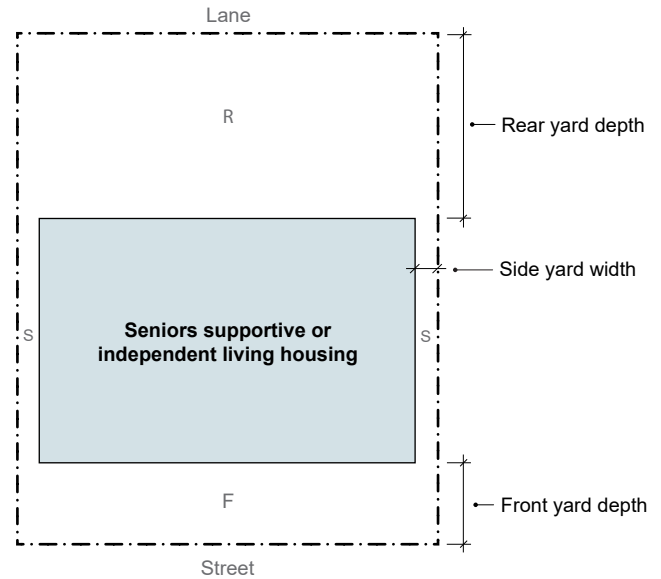 Lane
R
Rear yard depth
Side yard width
S
Seniors supportive or
independent living housing
S
F
Front yard depth
Street